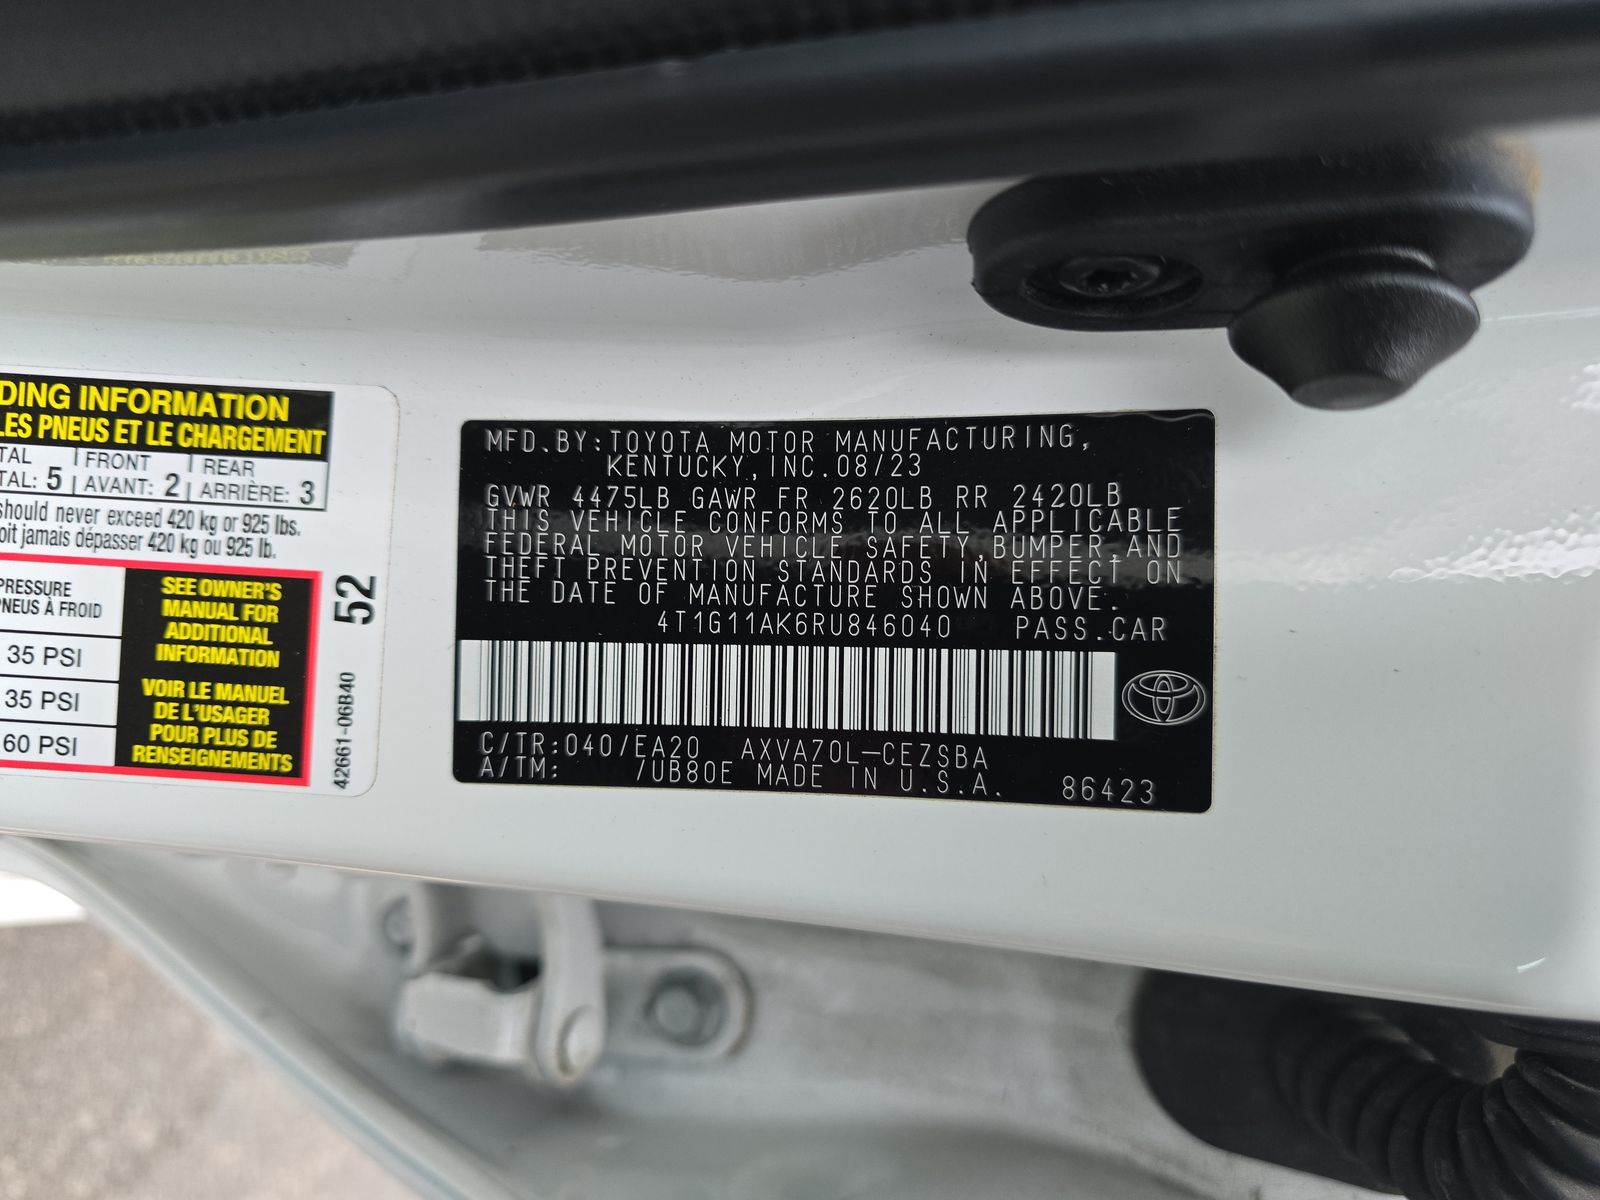 DING INFORMATION
LES PNEUS ET LE CHARGEMENT
TAL FRONT REAR
TAL: 5 AVANT: 2 ARRIÈRE: 3
should never exceed 420 kg or 925 lbs.
oit jamais dépasser 420 kg ou 925 lb.
PRESSURE
PNEUS À FROID
35 PSI
35 PSI
60 PSI
SEE OWNER'S
MANUAL FOR
ADDITIONAL
INFORMATION
VOIR LE MANUEL
DE L'USAGER
POUR PLUS DE
RENSEIGNEMENTS
52
42661-06B40
MFD.BY:TOYOTA MOTOR MANUFACTURING,
KENTUCKY,INC.08/23
GVWR 4475LB GAWR FR 2620LB RR 2420LB
THIS VEHICLE CONFORMS TO ALL APPLICABLE
FEDERAL MOTOR VEHICLE SAFETY,BUMPER,AND
THEFT PREVENTION STANDARDS IN EFFECT ON
THE DATE OF MANUFACTURE SHOWN ABOVE.
4T1G11AK6RU846040 PASS.CAR
C/TR:040/EA20 AXVA70L-CEZSBA
A/TM: /UB80E MADE IN U.S.A.
86423